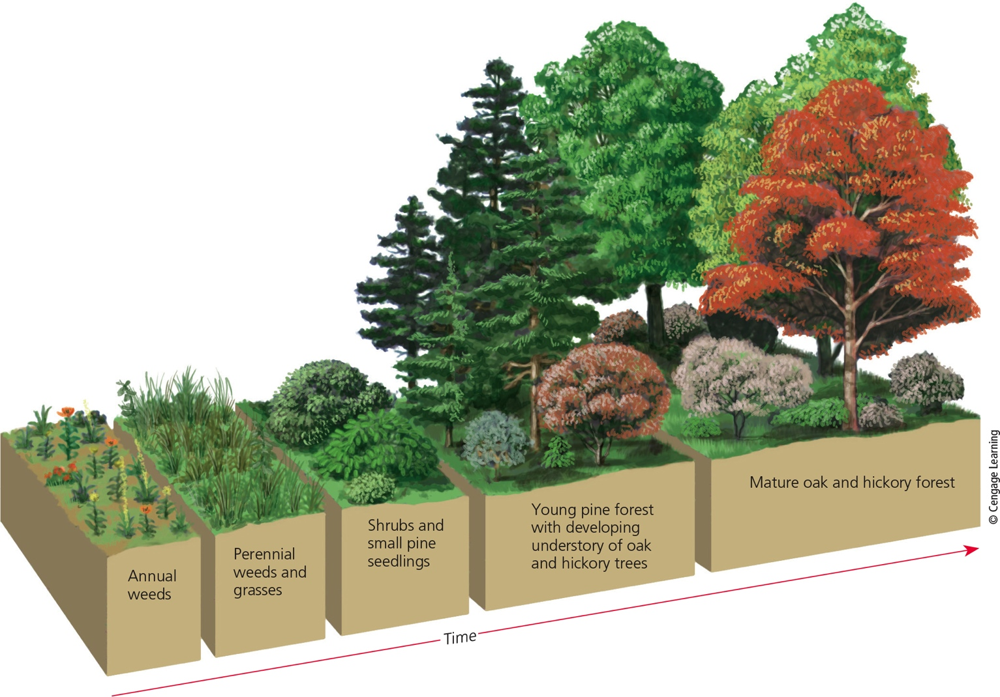 Annual
weeds
Perennial
weeds and
grasses
Shrubs and
small pine
seedlings
Young pine forest
with developing
understory of oak
and hickory trees
Mature oak and hickory forest
Time
© Cengage Learning